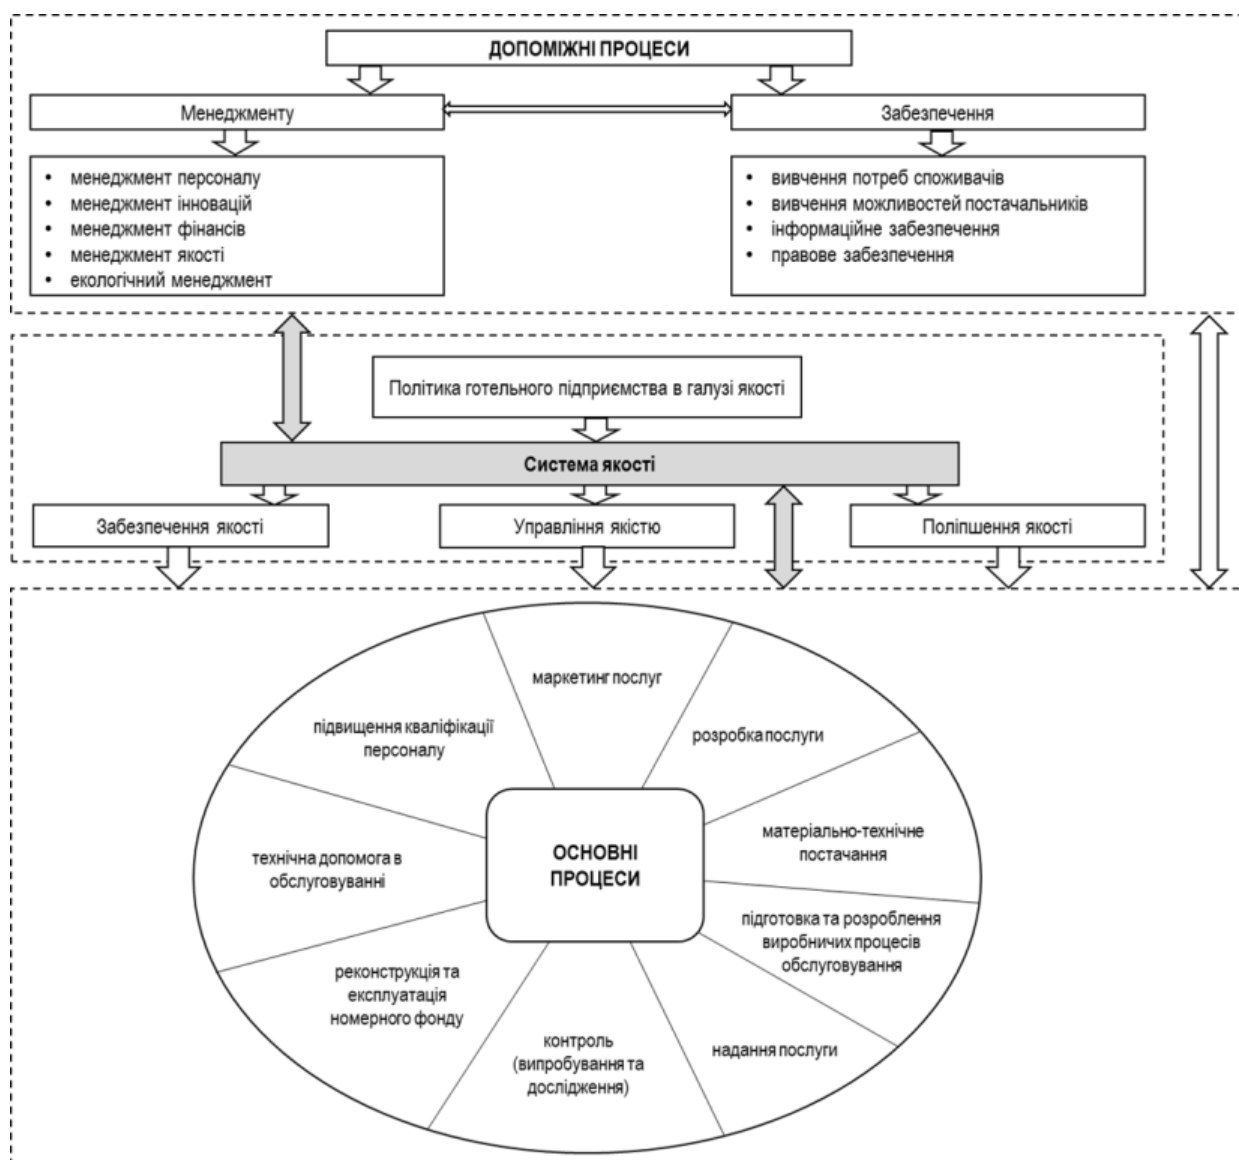 ДОПОМІЖНІ ПРОЦЕСИ
Менеджменту
Забезпечення
• менеджмент персоналу
• менеджмент інновацій
• менеджмент фінансів
• менеджмент якості
• екологічний менеджмент
• вивчення потреб споживачів
• вивчення можливостей постачальників
• інформаційне забезпечення
• правове забезпечення
Політика готельного підприємства в галузі якості
Система якості
Забезпечення якості
Управління якістю
Поліпшення якості
маркетинг послуг
розробка послуги
матеріально-технічне
постачання
підготовка та розроблення
виробничих процесів
обслуговування
надання послуги
контроль
(випробування та
дослідження)
реконструкція та
експлуатація
номерного фонду
технічна допомога в
обслуговуванні
підвищення кваліфікації
персоналу
ОСНОВНІ
ПРОЦЕСИ